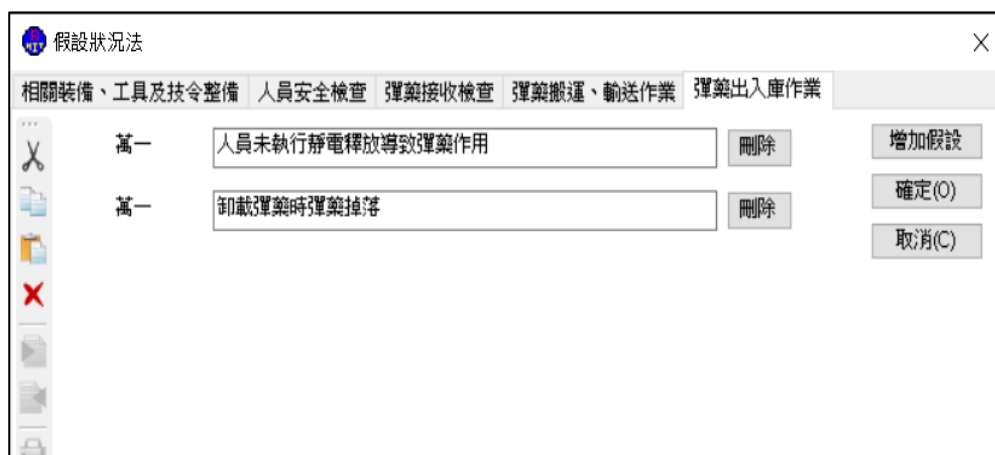 假設狀況法
相關裝備、工具及技令整備 人員安全檢查 彈藥接收檢查 彈藥搬運、輸送作業 彈藥出入庫作業
萬一 人員未執行靜電釋放導致彈藥作用 刪除 增加假設
確定(O)
萬一 卸載彈藥時彈藥掉落 刪除
取消(C)